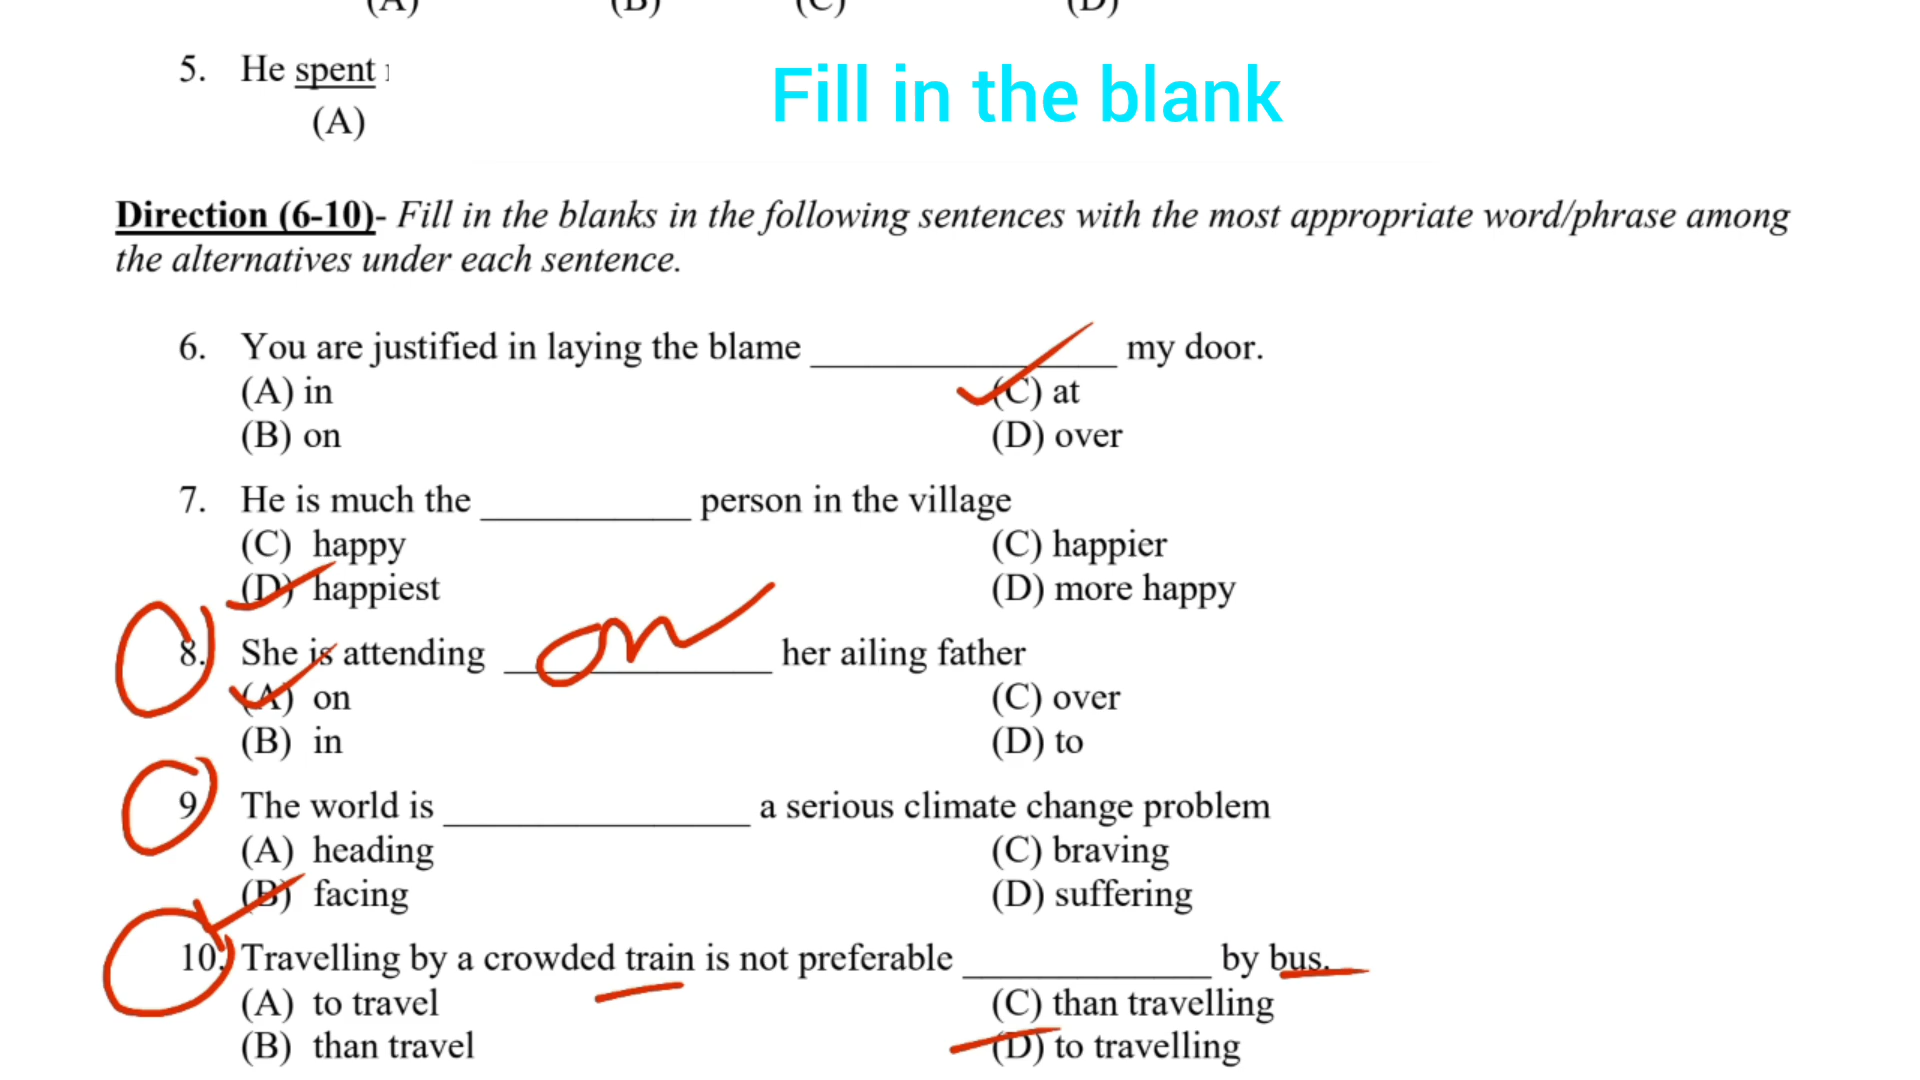 (A) (B) (C) (D)
5. He spent
(A)
Fill in the blank
Direction (6-10)- Fill in the blanks in the following sentences with the most appropriate word/phrase among
the alternatives under each sentence.
6. You are justified in laying the blame ____________ my door.
(A) in (C) at
(B) on (D) over
7. He is much the ____________ person in the village
(C) happy (C) happier
(D) happiest (D) more happy
8. She is attending ____on____ her ailing father
(A) on (C) over
(B) in (D) to
9 The world is ____________ a serious climate change problem
(A) heading (C) braving
(B) facing (D) suffering
10. Travelling by a crowded train is not preferable ____________ by bus.
(A) to travel (C) than travelling
(B) than travel (D) to travelling